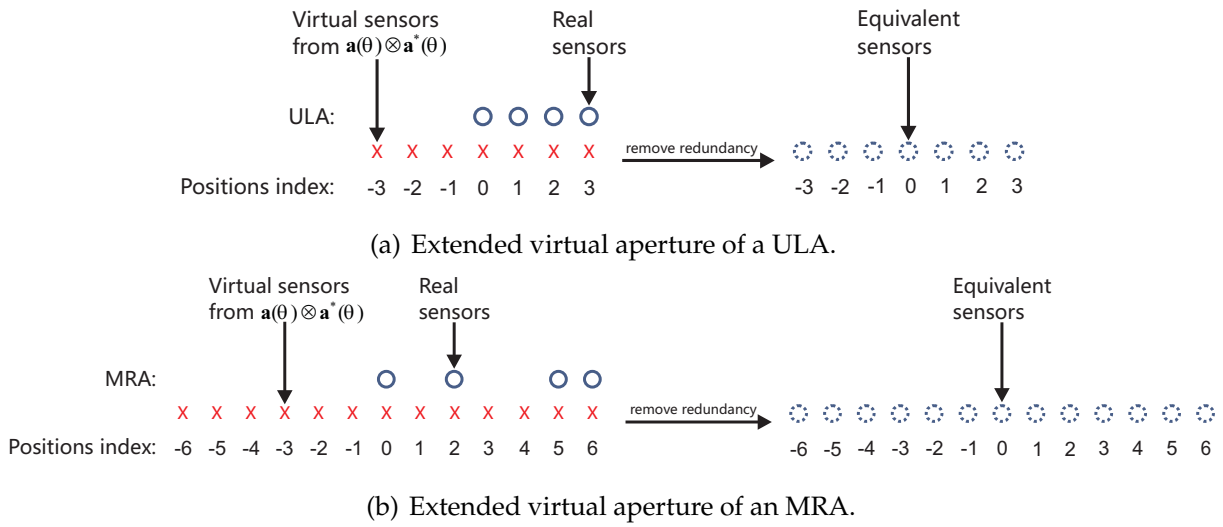 Virtual sensors
from a(θ)⊗a*(θ)
Real
sensors
Equivalent
sensors
ULA:
X X X X X X X
remove redundancy
Positions index: -3 -2 -1 0 1 2 3
-3 -2 -1 0 1 2 3
(a) Extended virtual aperture of a ULA.
Virtual sensors
from a(θ)⊗a*(θ)
Real
sensors
Equivalent
sensors
MRA:
X X X X X X X X X X X X X
remove redundancy
Positions index: -6 -5 -4 -3 -2 -1 0 1 2 3 4 5 6
-6 -5 -4 -3 -2 -1 0 1 2 3 4 5 6
(b) Extended virtual aperture of an MRA.